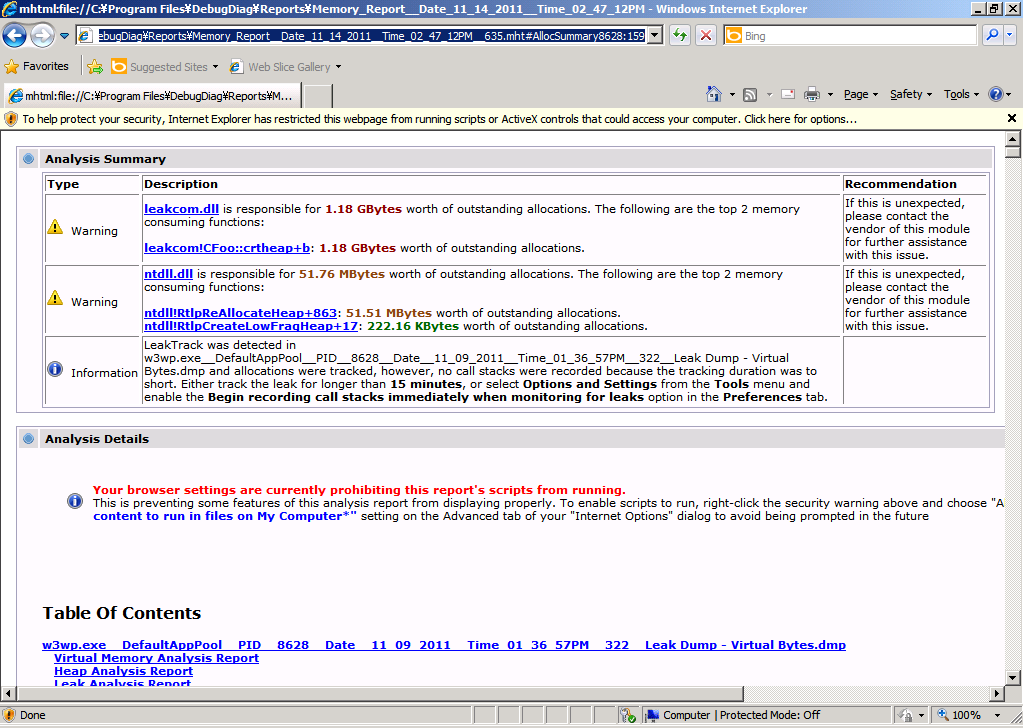 mhtml:file://C:¥Program Files¥DebugDiag¥Reports¥Memory_Report__Date_11_14_2011__Time_02_47_12PM - Windows Internet Explorer
ebugDiag¥Reports¥Memory_Report__Date_11_14_2011__Time_02_47_12PM__635.mht#AllocSummary8628:159
Bing
Favorites
Suggested Sites
Web Slice Gallery
mhtml:file://C:¥Program Files¥DebugDiag¥Reports¥M...
Page
Safety
Tools
To help protect your security, Internet Explorer has restricted this webpage from running scripts or ActiveX controls that could access your computer. Click here for options...
Analysis Summary
Type
Description
Recommendation
Warning
leakcom.dll is responsible for 1.18 GBytes worth of outstanding allocations. The following are the top 2 memory
consuming functions:
leakcom!CFoo::crtheap+b: 1.18 GBytes worth of outstanding allocations.
If this is unexpected,
please contact the
vendor of this module
for further assistance
with this issue.
Warning
ntdll.dll is responsible for 51.76 MBytes worth of outstanding allocations. The following are the top 2 memory
consuming functions:
ntdll!RtlpReAllocateHeap+863: 51.51 MBytes worth of outstanding allocations.
ntdll!RtlpCreateLowFragHeap+17: 222.16 KBytes worth of outstanding allocations.
If this is unexpected,
please contact the
vendor of this module
for further assistance
with this issue.
Information
LeakTrack was detected in
w3wp.exe__DefaultAppPool__PID__8628__Date__11_09_2011__Time_01_36_57PM__322__Leak Dump - Virtual
Bytes.dmp and allocations were tracked, however, no call stacks were recorded because the tracking duration was to
short. Either track the leak for longer than 15 minutes, or select Options and Settings from the Tools menu and
enable the Begin recording call stacks immediately when monitoring for leaks option in the Preferences tab.
Analysis Details
Your browser settings are currently prohibiting this report's scripts from running.
This is preventing some features of this analysis report from displaying properly. To enable scripts to run, right-click the security warning above and choose "A
content to run in files on My Computer*" setting on the Advanced tab of your "Internet Options" dialog to avoid being prompted in the future
Table Of Contents
w3wp.exe__DefaultAppPool__PID__8628__Date__11_09_2011__Time_01_36_57PM__322__Leak Dump - Virtual Bytes.dmp
Virtual Memory Analysis Report
Heap Analysis Report
Leak Analysis Report
Done
Computer | Protected Mode: Off
100%